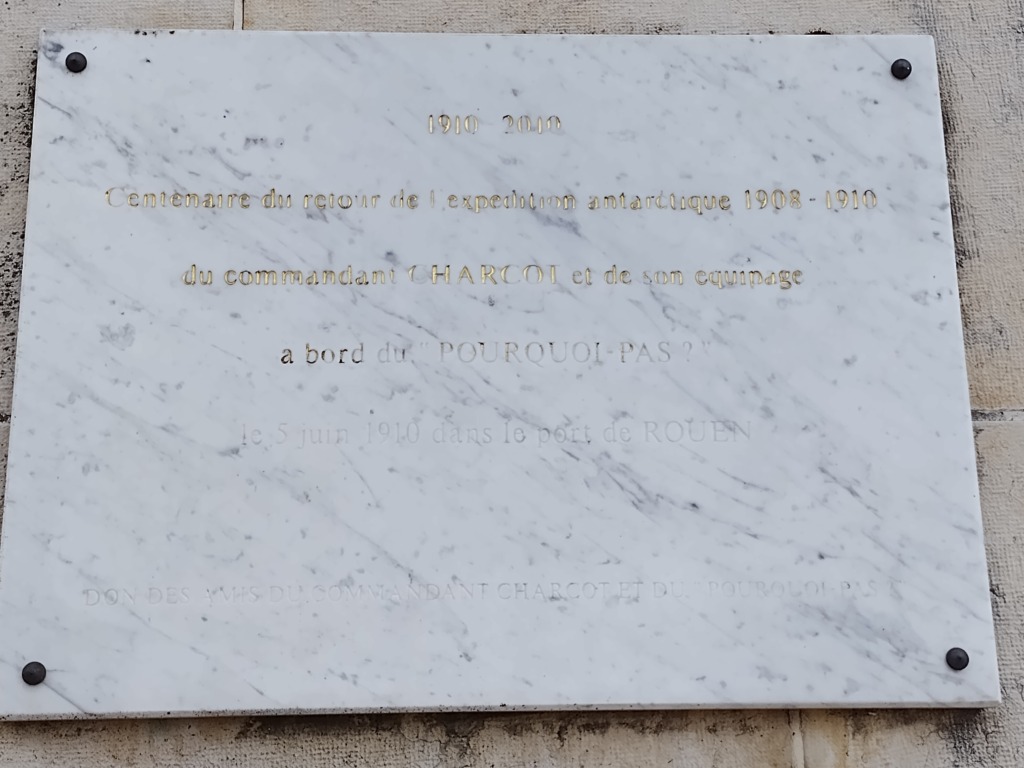 1910 - 2010
Centenaire du retour de l'expedition antarctique 1908 - 1910
du commandant CHARCOT et de son equipage
a bord du " POURQUOI-PAS ? "
le 5 juin 1910 dans le port de ROUEN
DON DES AMIS DU COMMANDANT CHARCOT ET DU " POURQUOI-PAS